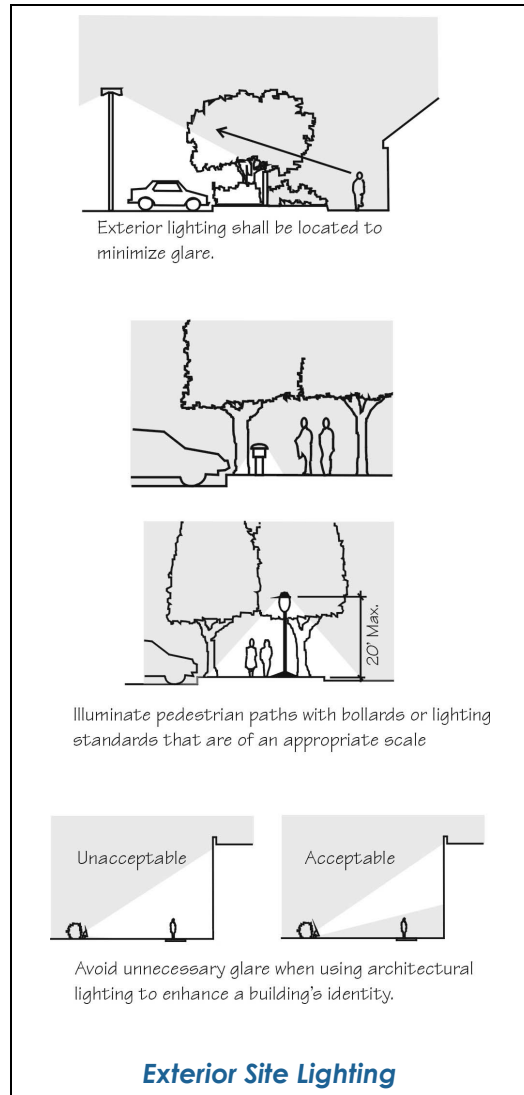 Exterior lighting shall be located to
minimize glare.
20' Max.
Illuminate pedestrian paths with bollards or lighting
standards that are of an appropriate scale
Unacceptable
Acceptable
Avoid unnecessary glare when using architectural
lighting to enhance a building's identity.
Exterior Site Lighting